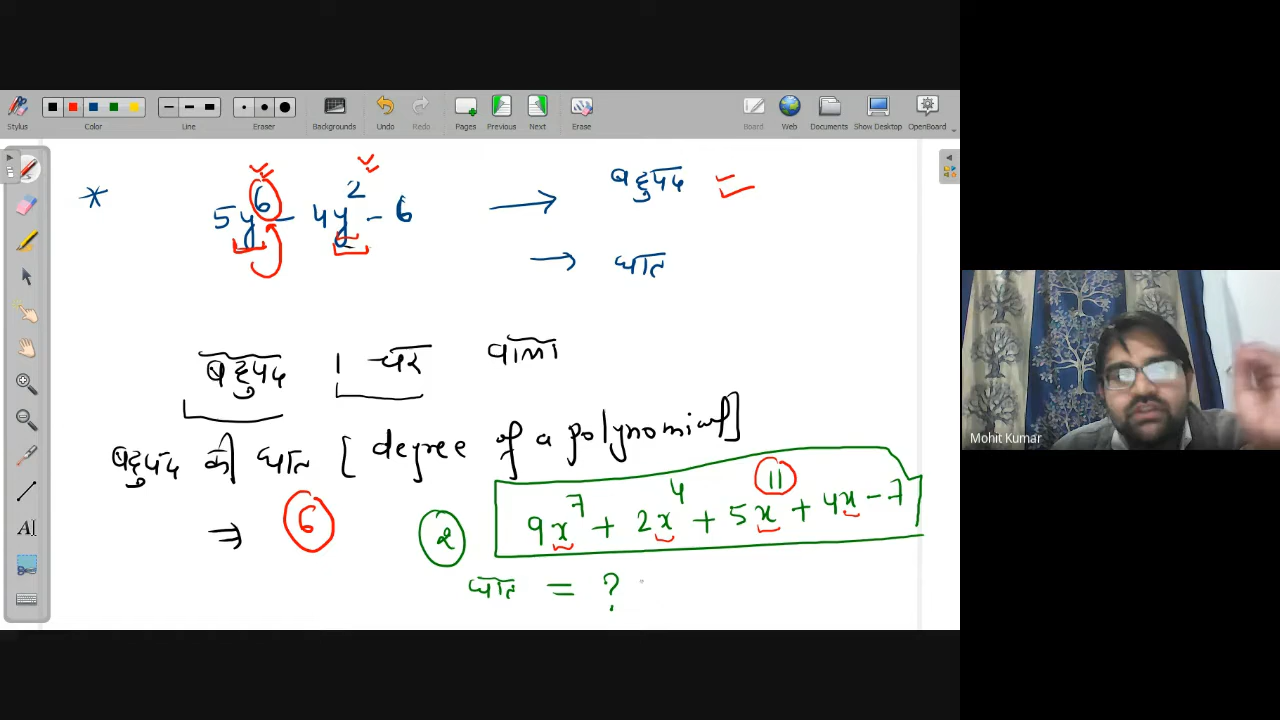 Stylus Color Line Eraser Backgrounds Undo Redo Pages Previous Next Erase Board Web Documents Show Desktop OpenBoard
* 5y⁶ - 4y² - 6 → बहुपद
→ घात
बहुपद 1 चर वाला
बहुपद की घात [degree of a polynomial]
⇒ 6
② 9x⁷ + 2x⁴ + 5x¹¹ + 4x - 7
घात = ?
Mohit Kumar